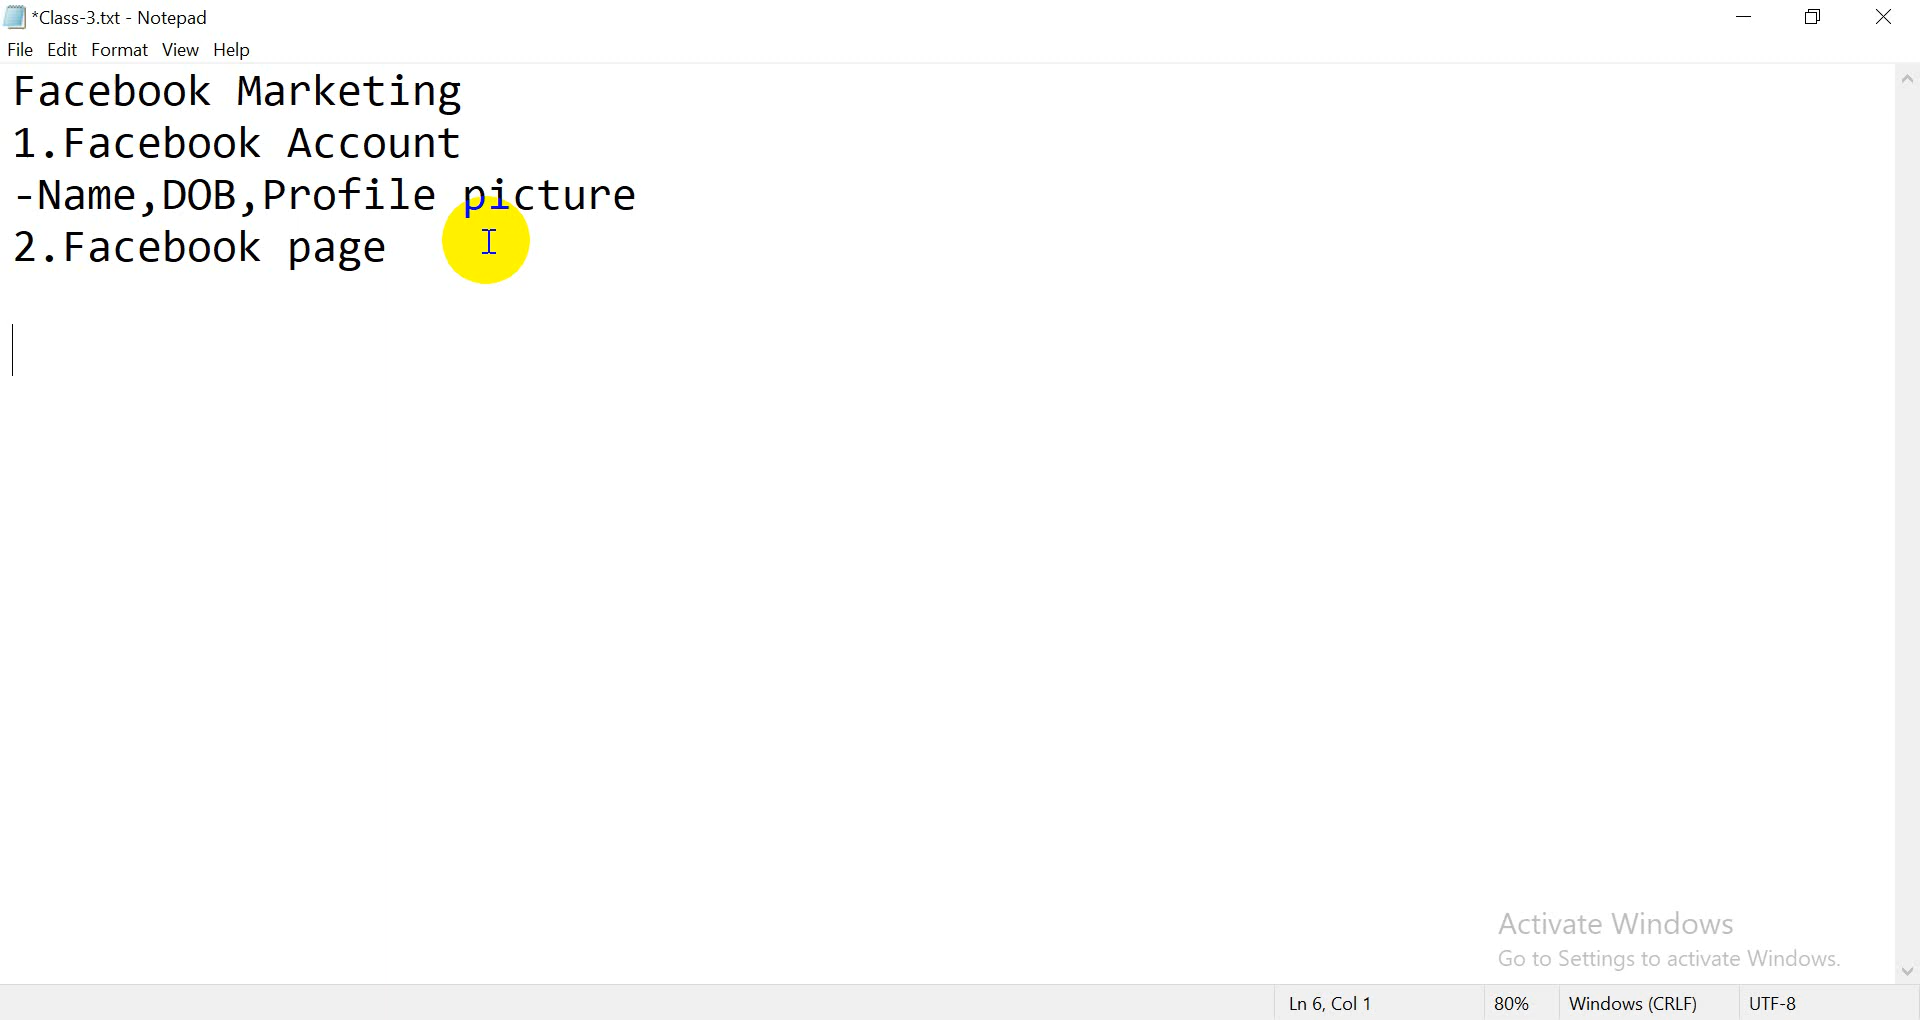 *Class-3.txt - Notepad
File Edit Format View Help
Facebook Marketing
1.Facebook Account
-Name,DOB,Profile picture
2.Facebook page
Activate Windows
Go to Settings to activate Windows.
Ln 6, Col 1 80% Windows (CRLF) UTF-8